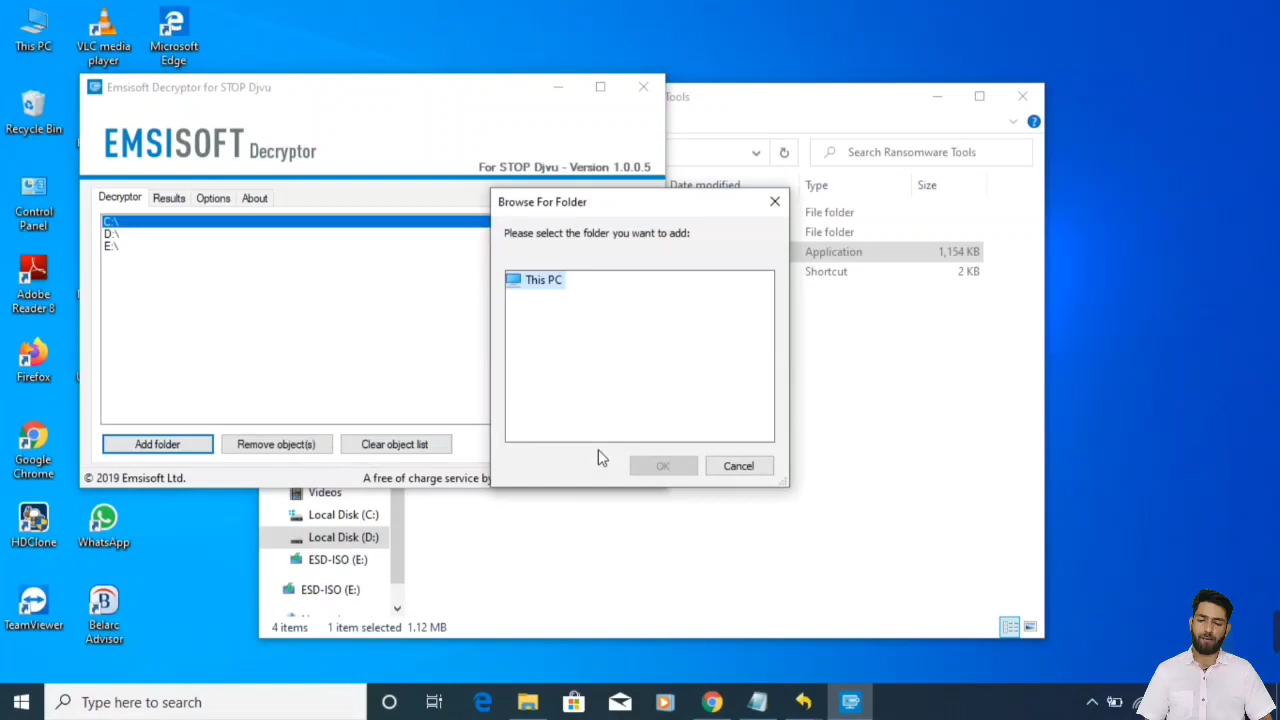 This PC
VLC media
player
Microsoft
Edge
Recycle Bin
Control
Panel
Adobe
Reader 8
Firefox
Google
Chrome
HDClone
WhatsApp
TeamViewer
Belarc
Advisor
Emsisoft Decryptor for STOP Djvu
EMSISOFT Decryptor
For STOP Djvu - Version 1.0.0.5
Decryptor Results Options About
C:\
D:\
E:\
Add folder Remove object(s) Clear object list
© 2019 Emsisoft Ltd. A free of charge service by
Browse For Folder
Please select the folder you want to add:
This PC
OK Cancel
Tools
Search Ransomware Tools
Date modified Type Size
File folder
File folder
Application 1,154 KB
Shortcut 2 KB
Videos
Local Disk (C:)
Local Disk (D:)
ESD-ISO (E:)
ESD-ISO (E:)
4 items 1 item selected 1.12 MB
Type here to search